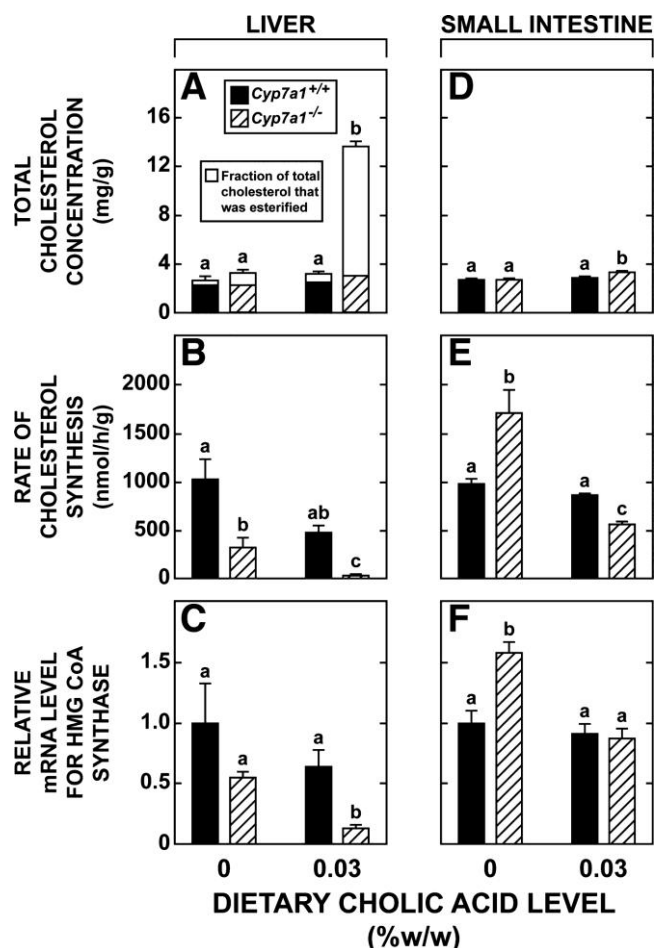 LIVER
SMALL INTESTINE
TOTAL
CHOLESTEROL
CONCENTRATION
(mg/g)
A
Cyp7a1+/+
Cyp7a1-/-
Fraction of total
cholesterol that
was esterified
16
12
8
4
0
a
a
a
b
D
a
a
a
b
RATE OF
CHOLESTEROL
SYNTHESIS
(nmol/h/g)
B
2000
1500
1000
500
0
a
b
ab
c
E
a
b
a
c
RELATIVE
mRNA LEVEL
FOR HMG CoA
SYNTHASE
C
1.5
1.0
0.5
0
a
a
a
b
F
a
b
a
a
0
0.03
0
0.03
DIETARY CHOLIC ACID LEVEL
(%w/w)